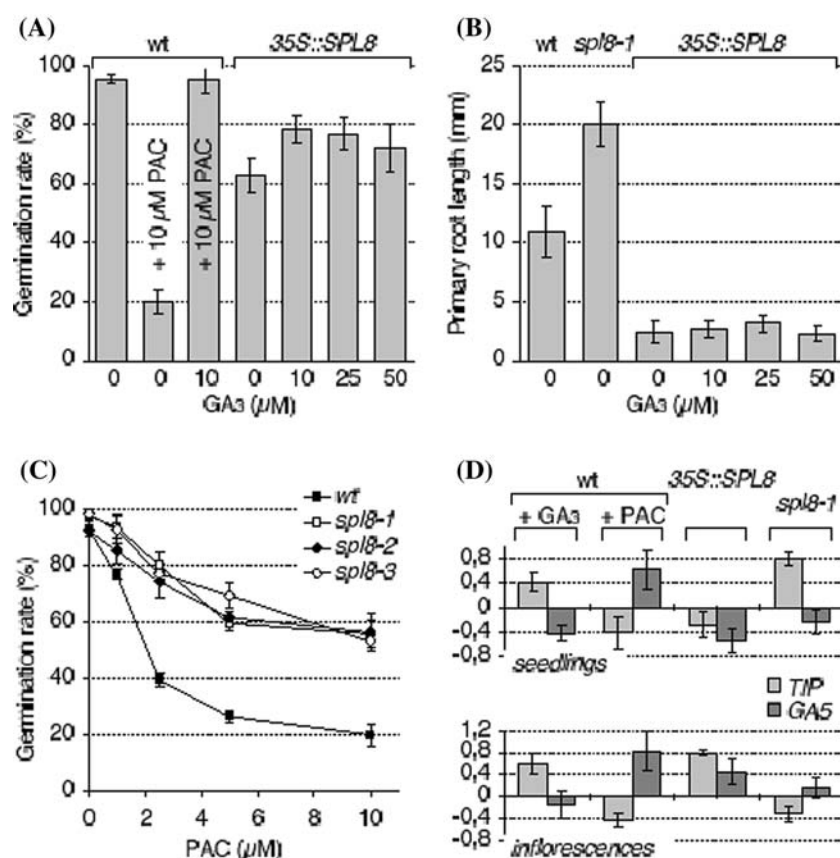 (A)
wt
35S::SPL8
Germination rate (%)
100
80
60
40
20
0
+ 10 µM PAC
+ 10 µM PAC
0 0 10 0 10 25 50
GA3 (µM)
(B)
wt spl8-1 35S::SPL8
Primary root length (mm)
25
20
15
10
5
0
0 0 0 10 25 50
GA3 (µM)
(C)
Germination rate (%)
100
80
60
40
20
0
wt
spl8-1
spl8-2
spl8-3
0 2 4 6 8 10
PAC (µM)
(D)
wt
35S::SPL8
spl8-1
+ GA3 + PAC
0,8
0,4
0
-0,4
-0,8
seedlings
TIP
GA5
1,2
0,8
0,4
0
-0,4
-0,8
inflorescences